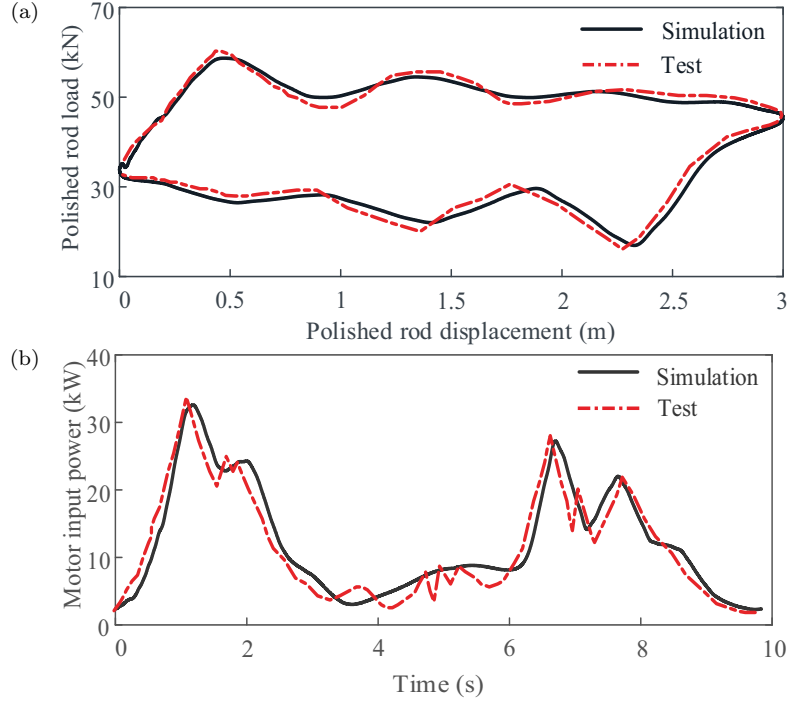 (a)
Polished rod load (kN)
70
50
30
10
Simulation
Test
0
0.5
1
1.5
2
2.5
3
Polished rod displacement (m)
(b)
Motor input power (kW)
40
30
20
10
0
Simulation
Test
0
2
4
6
8
10
Time (s)